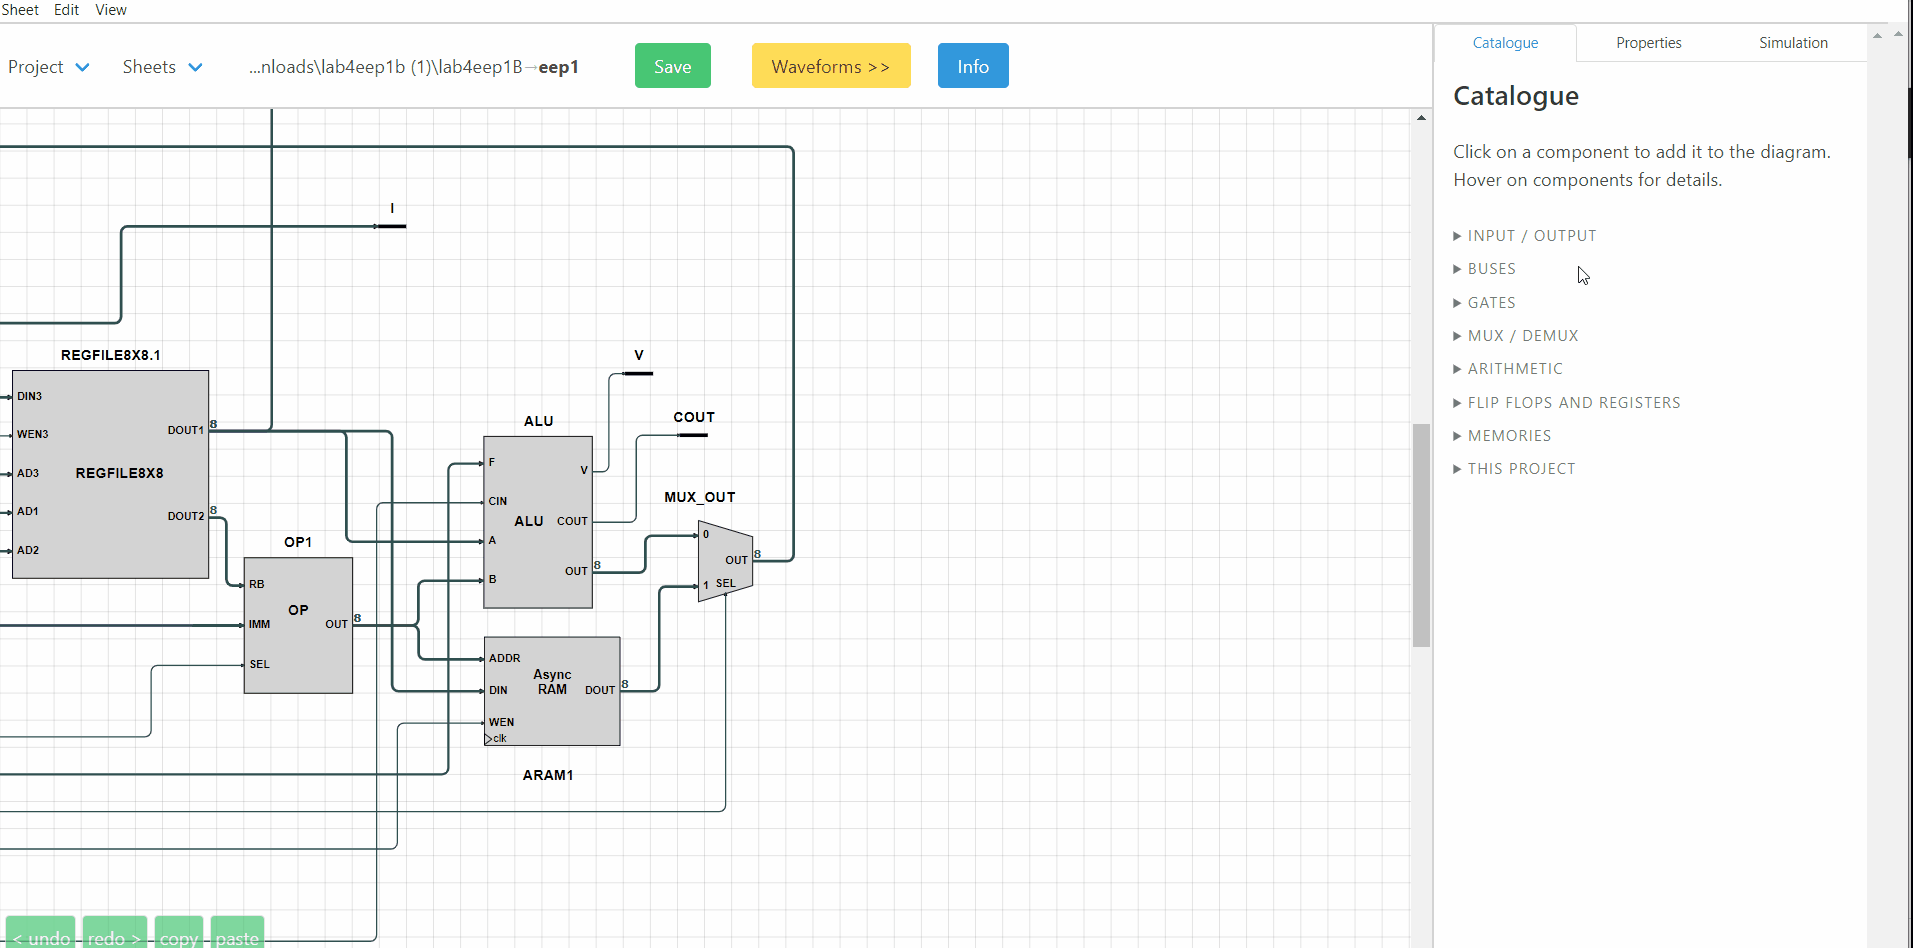 Sheet Edit View
Project Sheets ...nloads\lab4eep1b (1)\lab4eep1B→eep1 Save Waveforms >> Info
Catalogue Properties Simulation
Catalogue
Click on a component to add it to the diagram.
Hover on components for details.
INPUT / OUTPUT
BUSES
GATES
MUX / DEMUX
ARITHMETIC
FLIP FLOPS AND REGISTERS
MEMORIES
THIS PROJECT
I
REGFILE8X8.1
DIN3
WEN3
AD3
AD1
AD2
REGFILE8X8
DOUT1 8
DOUT2 8
OP1
RB
IMM
SEL
OP
OUT 8
V
COUT
ALU
F
CIN
A
B
ALU
V
COUT
OUT 8
MUX_OUT
0
1 SEL
OUT 8
ADDR
DIN
WEN
clk
Async
RAM
DOUT 8
ARAM1
< undo redo > copy paste